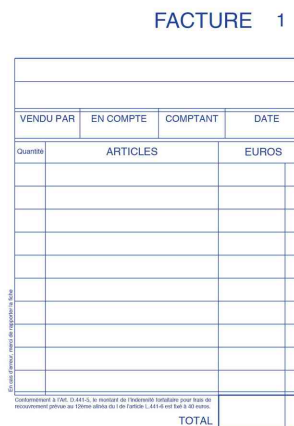 FACTURE 1
VENDU PAR EN COMPTE COMPTANT DATE
Quantité ARTICLES EUROS
En cas d'erreur, merci de rapporter la fiche
Conformément à l'Art. D.441-5, le montant de l'indemnité forfaitaire pour frais de
recouvrement prévue au 12ème alinéa du I de l'article L.441-6 est fixé à 40 euros.
TOTAL